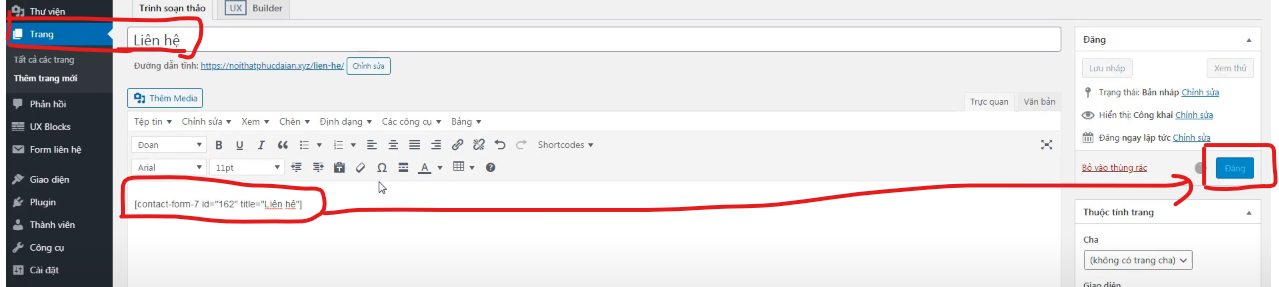 Thư viện
Trang
Tất cả các trang
Thêm trang mới
Phản hồi
UX Blocks
Form liên hệ
Giao diện
Plugin
Thành viên
Công cụ
Cài đặt
Trình soạn thảo UX Builder
Liên hệ
Đường dẫn tĩnh: https://noithatphucdaian.xyz/lien-he/ Chỉnh sửa
Thêm Media
Trực quan Văn bản
Tệp tin Chỉnh sửa Xem Chèn Định dạng Các công cụ Bảng
Đoạn B U I Shortcodes
Arial 11pt
[contact-form-7 id="162" title="Liên hệ"]
Đăng
Lưu nháp Xem thử
Trạng thái: Bản nháp Chỉnh sửa
Hiển thị: Công khai Chỉnh sửa
Đăng ngay lập tức Chỉnh sửa
Bỏ vào thùng rác Đăng
Thuộc tính trang
Cha
(không có trang cha)
Giao diện